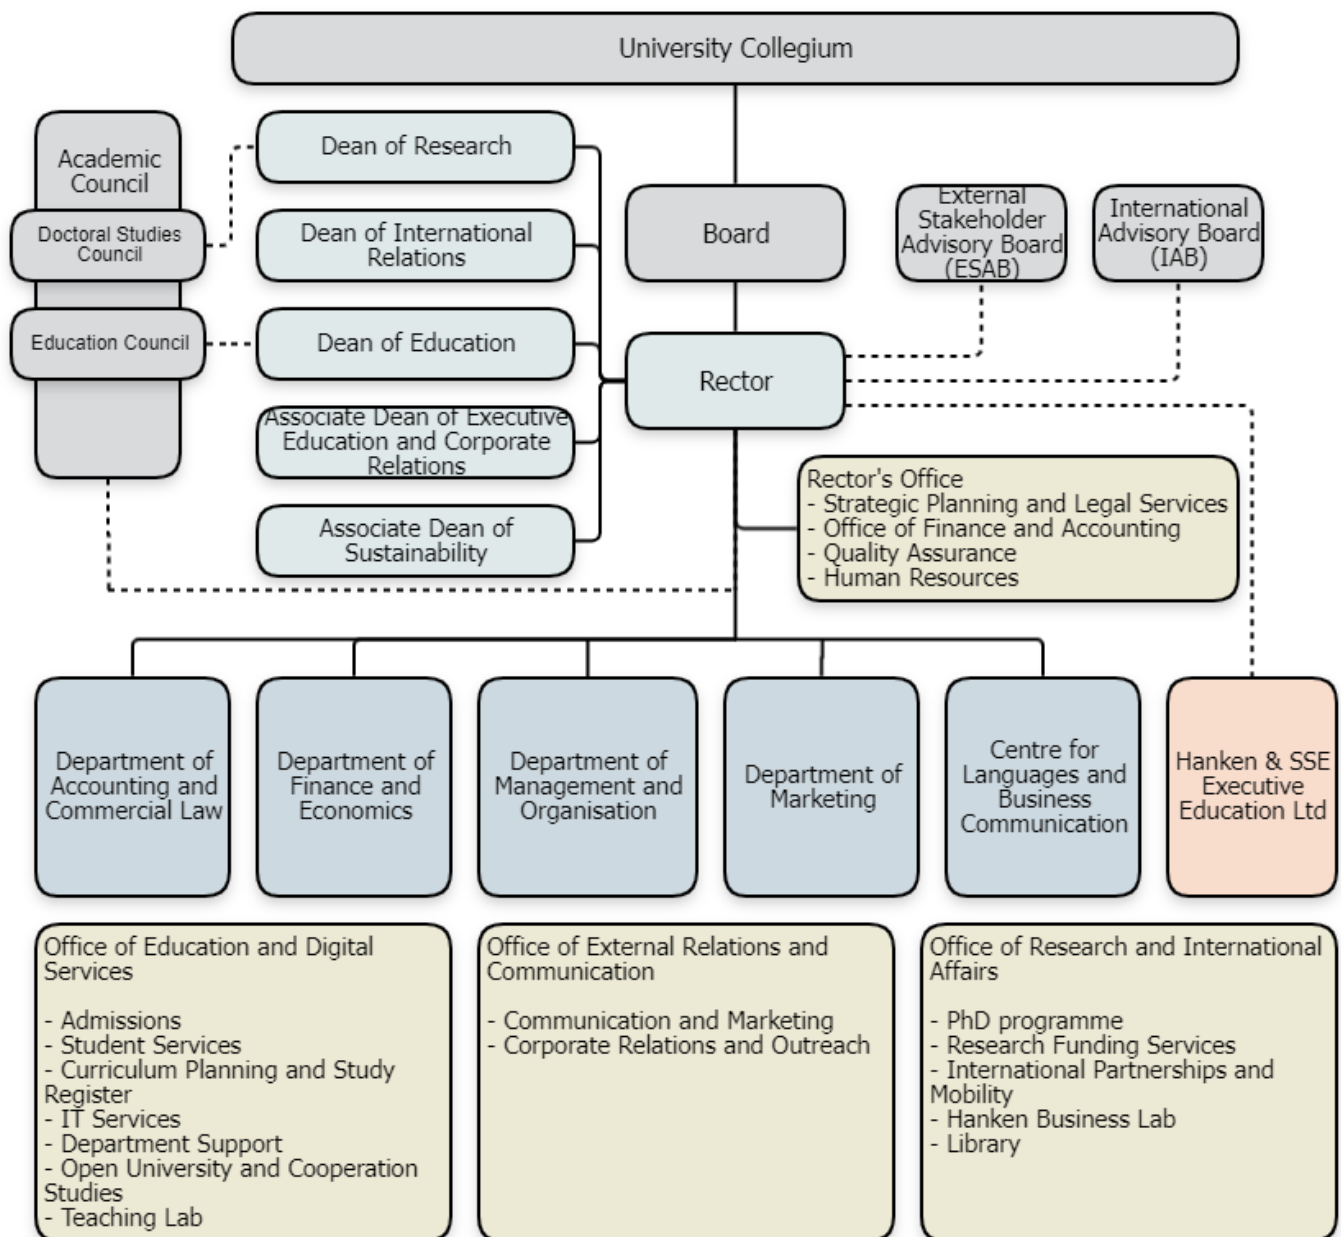 University Collegium
Academic
Council
Doctoral Studies
Council
Education Council
Dean of Research
Dean of International
Relations
Dean of Education
Associate Dean of Executive
Education and Corporate
Relations
Associate Dean of
Sustainability
Board
Rector
External
Stakeholder
Advisory Board
(ESAB)
International
Advisory Board
(IAB)
Rector's Office
- Strategic Planning and Legal Services
- Office of Finance and Accounting
- Quality Assurance
- Human Resources
Department of
Accounting and
Commercial Law
Department of
Finance and
Economics
Department of
Management and
Organisation
Department of
Marketing
Centre for
Languages and
Business
Communication
Hanken & SSE
Executive
Education Ltd
Office of Education and Digital
Services
- Admissions
- Student Services
- Curriculum Planning and Study
Register
- IT Services
- Department Support
- Open University and Cooperation
Studies
- Teaching Lab
Office of External Relations and
Communication
- Communication and Marketing
- Corporate Relations and Outreach
Office of Research and International
Affairs
- PhD programme
- Research Funding Services
- International Partnerships and
Mobility
- Hanken Business Lab
- Library